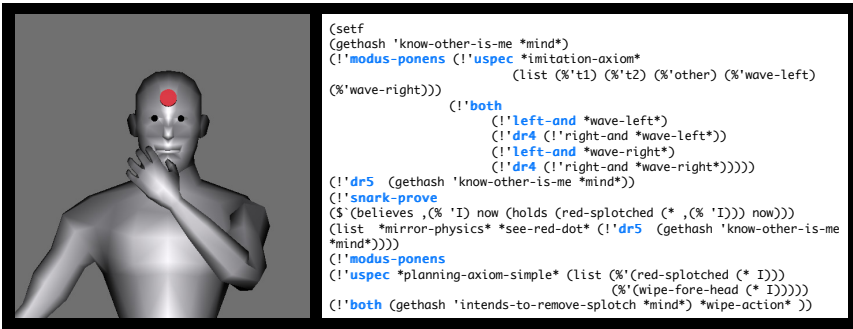 (setf
(gethash 'know-other-is-me *mind*)
(!'modus-ponens (!'uspec *imitation-axiom*
(list (%'t1) (%'t2) (%'other) (%'wave-left)
(%'wave-right)))
(!'both
(!'left-and *wave-left*)
(!'dr4 (!'right-and *wave-left*))
(!'left-and *wave-right*)
(!'dr4 (!'right-and *wave-right*)))))
(!'dr5 (gethash 'know-other-is-me *mind*))
(!'snark-prove
($`(believes ,(% 'I) now (holds (red-splotched (* ,(% 'I))) now)))
(list *mirror-physics* *see-red-dot* (!'dr5 (gethash 'know-other-is-me
*mind*))))
(!'modus-ponens
(!'uspec *planning-axiom-simple* (list (%'(red-splotched (* I)))
(%'(wipe-fore-head (* I)))))
(!'both (gethash 'intends-to-remove-splotch *mind*) *wipe-action* ))